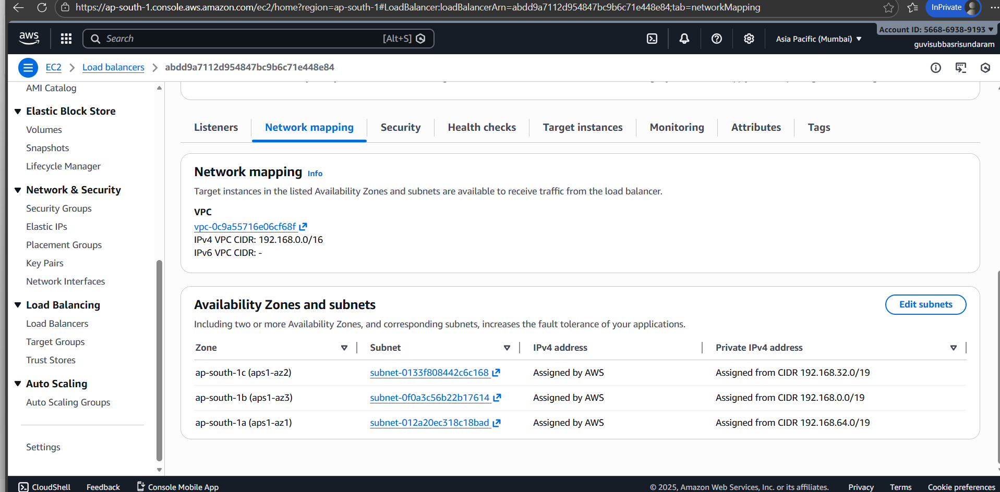 https://ap-south-1.console.aws.amazon.com/ec2/home?region=ap-south-1#LoadBalancer:loadBalancerArn=abdd9a7112d954847bc9b6c71e448e84;tab=networkMapping
InPrivate
aws
Search
[Alt+S]
Asia Pacific (Mumbai)
Account ID: 5668-6938-9193
guvisubbasrisundaram
EC2
Load balancers
abdd9a7112d954847bc9b6c71e448e84
AMI Catalog
Elastic Block Store
Volumes
Snapshots
Lifecycle Manager
Network & Security
Security Groups
Elastic IPs
Placement Groups
Key Pairs
Network Interfaces
Load Balancing
Load Balancers
Target Groups
Trust Stores
Auto Scaling
Auto Scaling Groups
Settings
Listeners
Network mapping
Security
Health checks
Target instances
Monitoring
Attributes
Tags
Network mapping Info
Target instances in the listed Availability Zones and subnets are available to receive traffic from the load balancer.
VPC
vpc-0c9a55716e06cf68f
IPv4 VPC CIDR: 192.168.0.0/16
IPv6 VPC CIDR: -
Availability Zones and subnets
Edit subnets
Including two or more Availability Zones, and corresponding subnets, increases the fault tolerance of your applications.
Zone Subnet IPv4 address Private IPv4 address
ap-south-1c (aps1-az2) subnet-0133f808442c6c168 Assigned by AWS Assigned from CIDR 192.168.32.0/19
ap-south-1b (aps1-az3) subnet-0f0a3c56b22b17614 Assigned by AWS Assigned from CIDR 192.168.0.0/19
ap-south-1a (aps1-az1) subnet-012a20ec318c18bad Assigned by AWS Assigned from CIDR 192.168.64.0/19
CloudShell
Feedback
Console Mobile App
© 2025, Amazon Web Services, Inc. or its affiliates.
Privacy
Terms
Cookie preferences